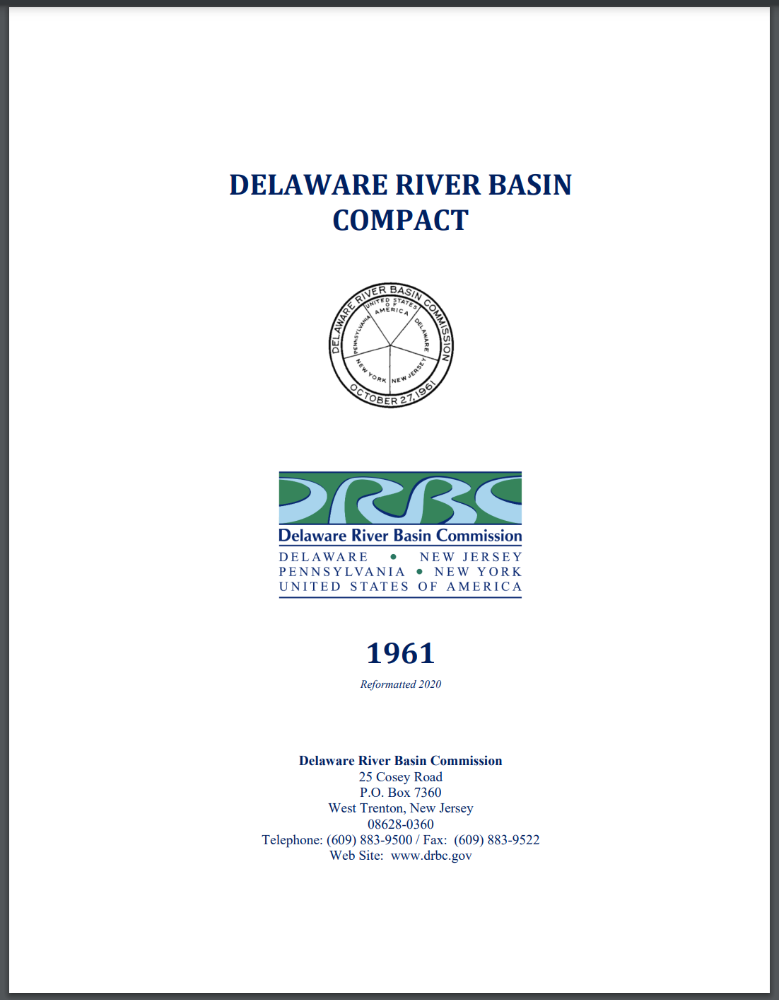 DELAWARE RIVER BASIN
COMPACT
DELAWARE RIVER BASIN COMMISSION
UNITED STATES
OF
AMERICA
PENNSYLVANIA
DELAWARE
NEW YORK
NEW JERSEY
OCTOBER 27, 1961
DRBC
Delaware River Basin Commission
DELAWARE • NEW JERSEY
PENNSYLVANIA • NEW YORK
UNITED STATES OF AMERICA
1961
Reformatted 2020
Delaware River Basin Commission
25 Cosey Road
P.O. Box 7360
West Trenton, New Jersey
08628-0360
Telephone: (609) 883-9500 / Fax:  (609) 883-9522
Web Site:  www.drbc.gov